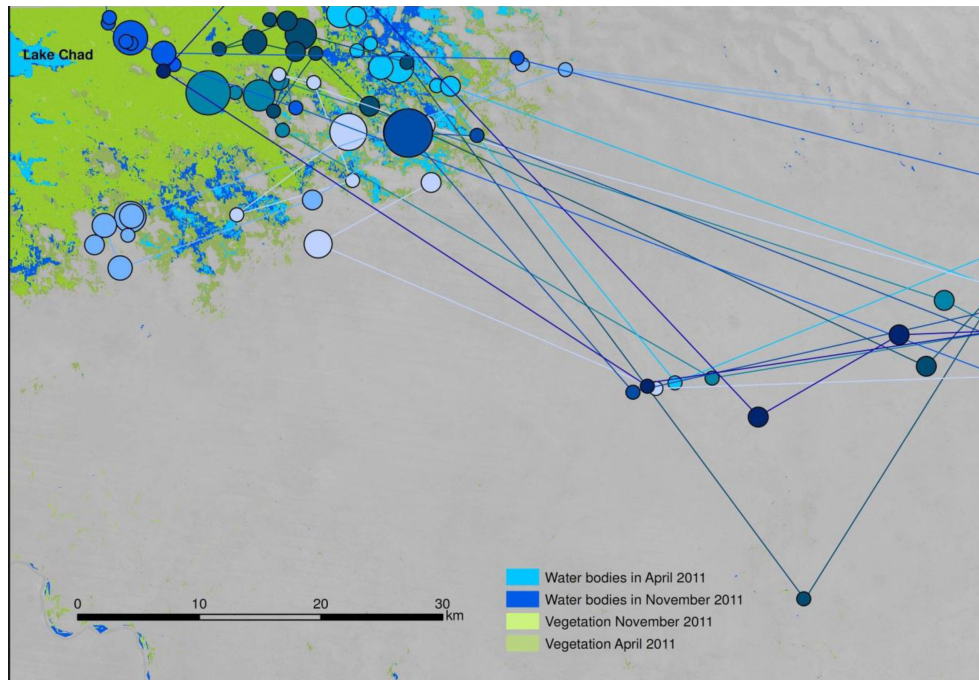 Lake Chad
Water bodies in April 2011
Water bodies in November 2011
Vegetation November 2011
Vegetation April 2011
0 10 20 30
km